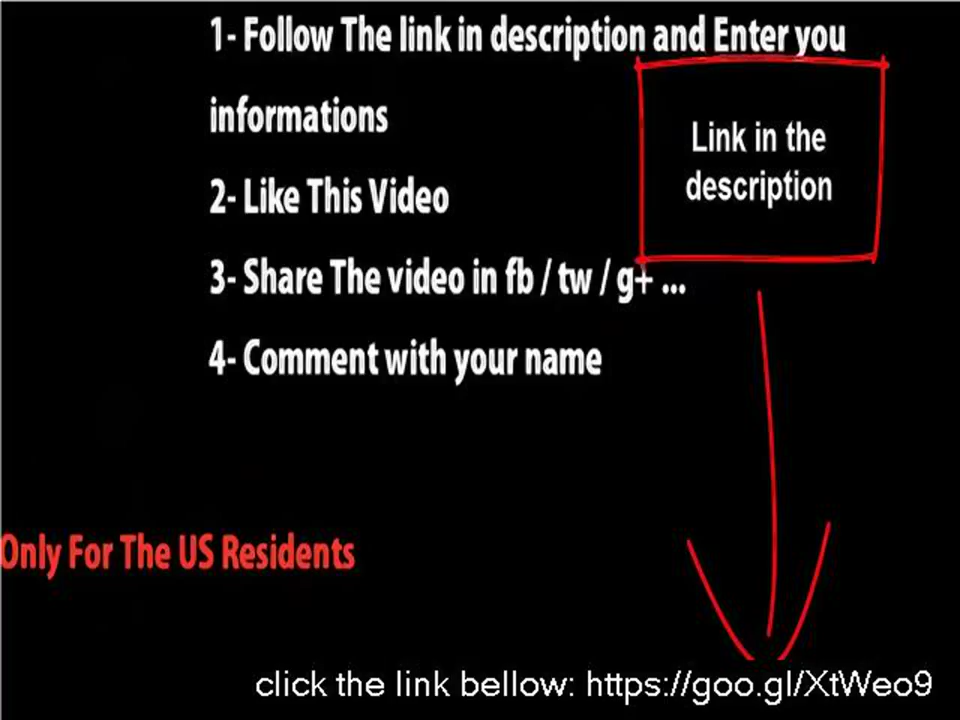 1- Follow The link in description and Enter you
informations
Link in the
description
2- Like This Video
3- Share The video in fb / tw / g+ ...
4- Comment with your name
Only For The US Residents
click the link bellow: https://goo.gl/XtWeo9